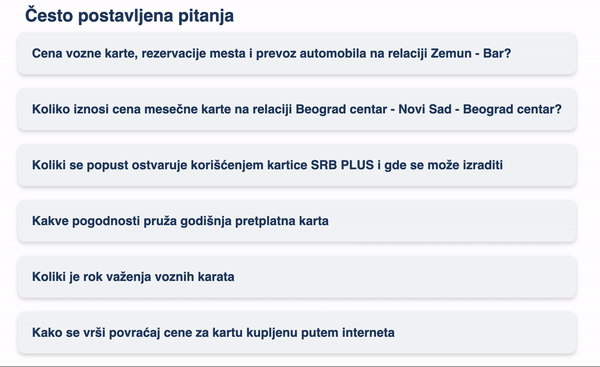 Često postavljena pitanja
Cena vozne karte, rezervacije mesta i prevoz automobila na relaciji Zemun - Bar?
Koliko iznosi cena mesečne karte na relaciji Beograd centar - Novi Sad - Beograd centar?
Koliki se popust ostvaruje korišćenjem kartice SRB PLUS i gde se može izraditi
Kakve pogodnosti pruža godišnja pretplatna karta
Koliki je rok važenja voznih karata
Kako se vrši povraćaj cene za kartu kupljenu putem interneta